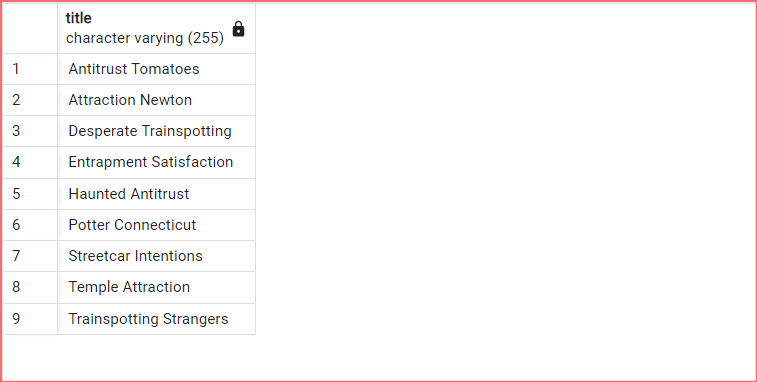 title
character varying (255)
1 Antitrust Tomatoes
2 Attraction Newton
3 Desperate Trainspotting
4 Entrapment Satisfaction
5 Haunted Antitrust
6 Potter Connecticut
7 Streetcar Intentions
8 Temple Attraction
9 Trainspotting Strangers